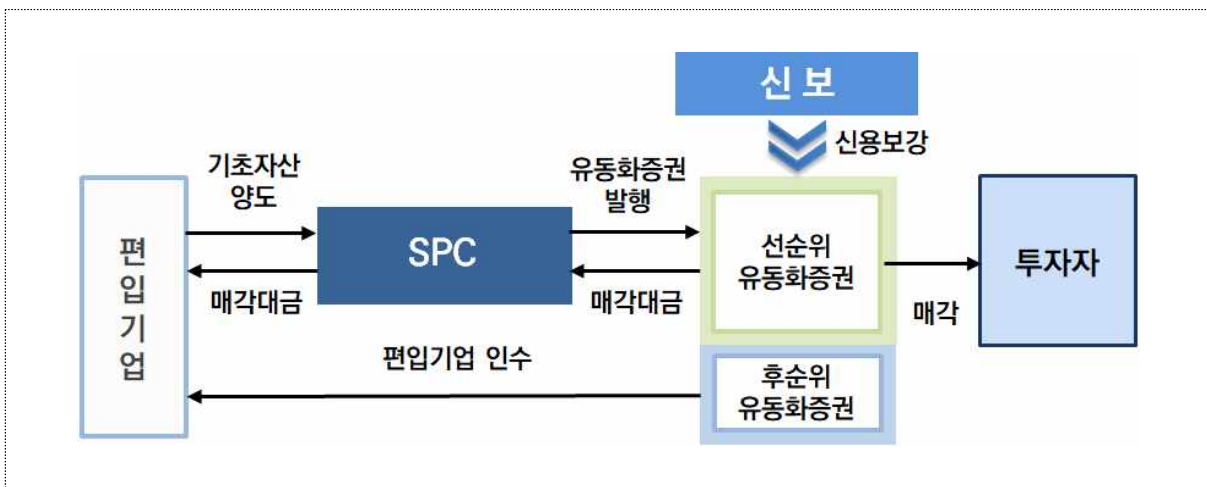 신 보
신용보강
기초자산
양도
유동화증권
발행
편
입
기
업
SPC
선순위
유동화증권
투자자
매각대금
매각대금
매각
편입기업 인수
후순위
유동화증권